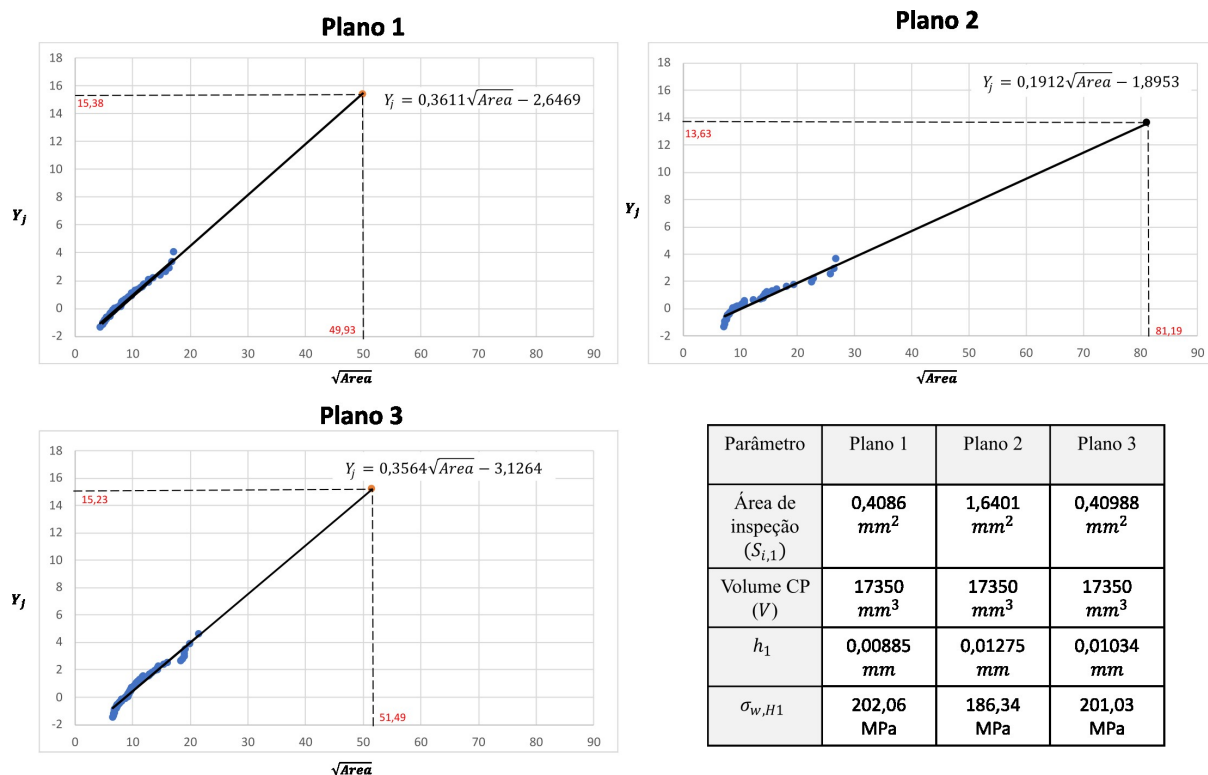 Plano 1
18
16
14
12
10
8
6
4
2
0
-2
15,38
Y_j = 0,3611√Area − 2,6469
Y_j
49,93
0 10 20 30 40 50 60 70 80 90
√Area
Plano 2
18
16
14
12
10
8
6
4
2
0
-2
13,63
Y_j = 0,1912√Area − 1,8953
Y_j
81,19
0 10 20 30 40 50 60 70 80 90
√Area
Plano 3
18
16
14
12
10
8
6
4
2
0
-2
15,23
Y_j = 0,3564√Area − 3,1264
Y_j
51,49
0 10 20 30 40 50 60 70 80 90
√Area
Parâmetro Plano 1 Plano 2 Plano 3
Área de
inspeção
(S_{i,1})
0,4086
mm²
1,6401
mm²
0,40988
mm²
Volume CP
(V)
17350
mm³
17350
mm³
17350
mm³
h₁
0,00885
mm
0,01275
mm
0,01034
mm
σ_{w,H1}
202,06
MPa
186,34
MPa
201,03
MPa